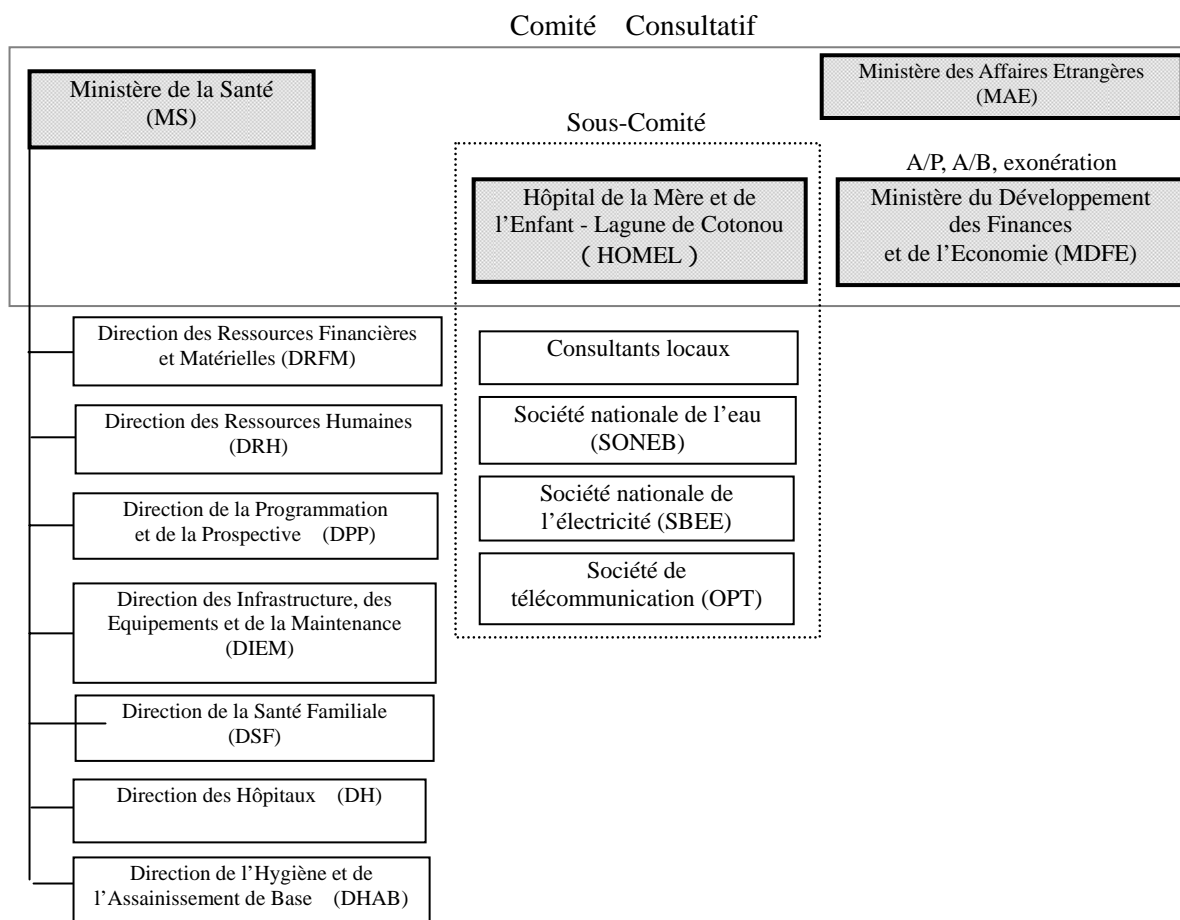 Comité Consultatif
Ministère de la Santé
(MS)
Ministère des Affaires Etrangères
(MAE)
Sous-Comité
A/P, A/B, exonération
Hôpital de la Mère et de
l’Enfant - Lagune de Cotonou
( HOMEL )
Ministère du Développement
des Finances
et de l’Economie (MDFE)
Direction des Ressources Financières
et Matérielles (DRFM)
Direction des Ressources Humaines
(DRH)
Direction de la Programmation
et de la Prospective (DPP)
Direction des Infrastructure, des
Equipements et de la Maintenance
(DIEM)
Direction de la Santé Familiale
(DSF)
Direction des Hôpitaux (DH)
Direction de l’Hygiène et de
l’Assainissement de Base (DHAB)
Consultants locaux
Société nationale de l’eau
(SONEB)
Société nationale de
l’électricité (SBEE)
Société de
télécommunication (OPT)